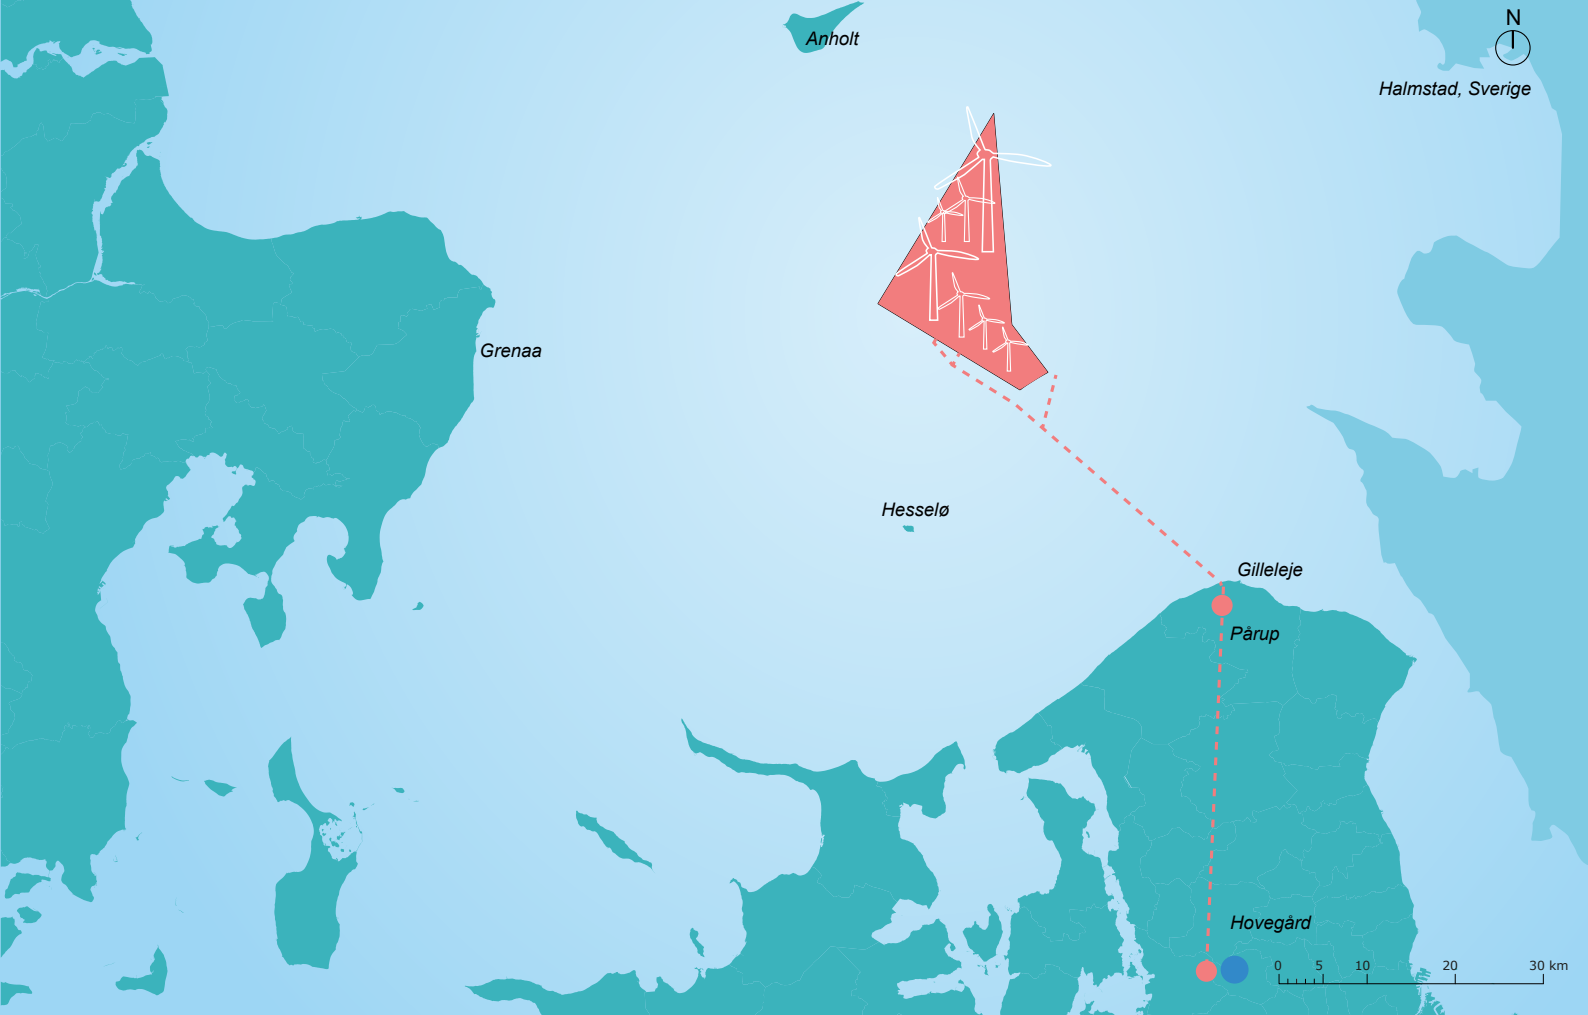 N
Anholt
Halmstad, Sverige
Grenaa
Hesselø
Gilleleje
Pårup
Hovegård
0 5 10 20 30 km